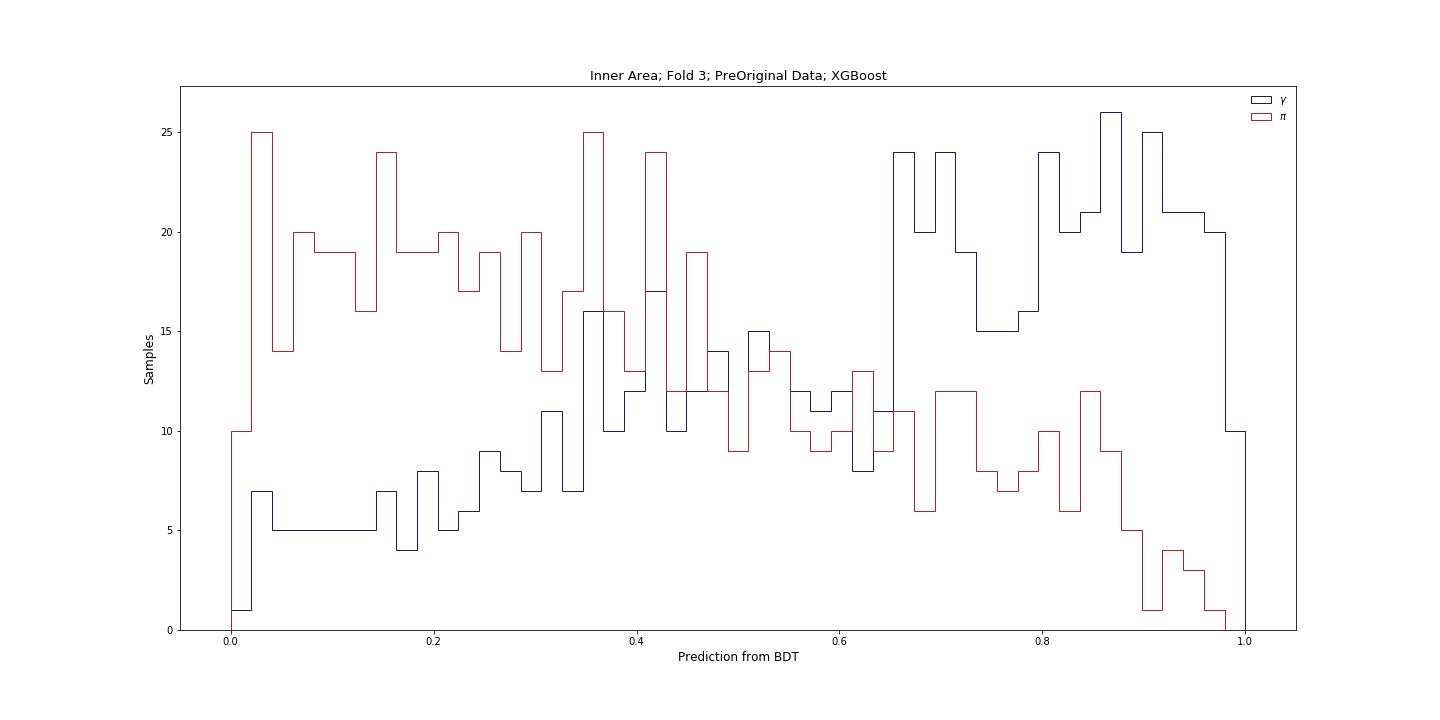 Inner Area; Fold 3; PreOriginal Data; XGBoost
γ
π
25
20
15
10
5
0
Samples
0.0 0.2 0.4 0.6 0.8 1.0
Prediction from BDT